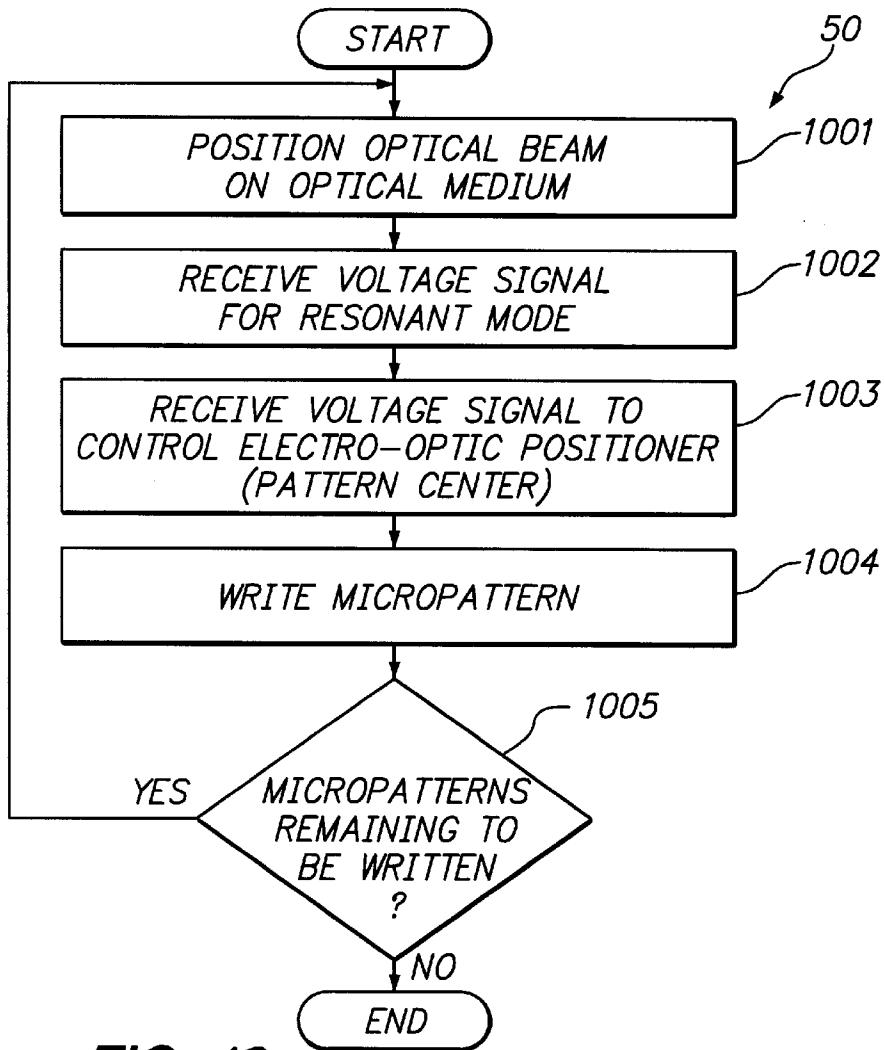 START
50
POSITION OPTICAL BEAM
ON OPTICAL MEDIUM
1001
RECEIVE VOLTAGE SIGNAL
FOR RESONANT MODE
1002
RECEIVE VOLTAGE SIGNAL TO
CONTROL ELECTRO-OPTIC POSITIONER
(PATTERN CENTER)
1003
WRITE MICROPATTERN
1004
1005
YES
MICROPATTERNS
REMAINING TO
BE WRITTEN
?
NO
END